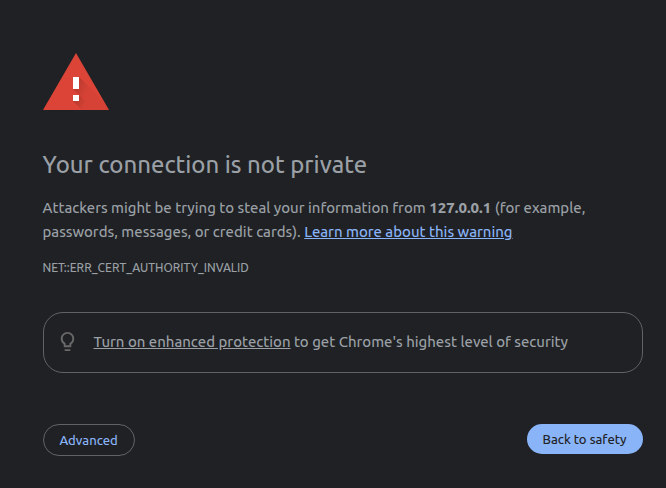 Your connection is not private
Attackers might be trying to steal your information from 127.0.0.1 (for example,
passwords, messages, or credit cards). Learn more about this warning
NET::ERR_CERT_AUTHORITY_INVALID
Turn on enhanced protection to get Chrome's highest level of security
Advanced
Back to safety